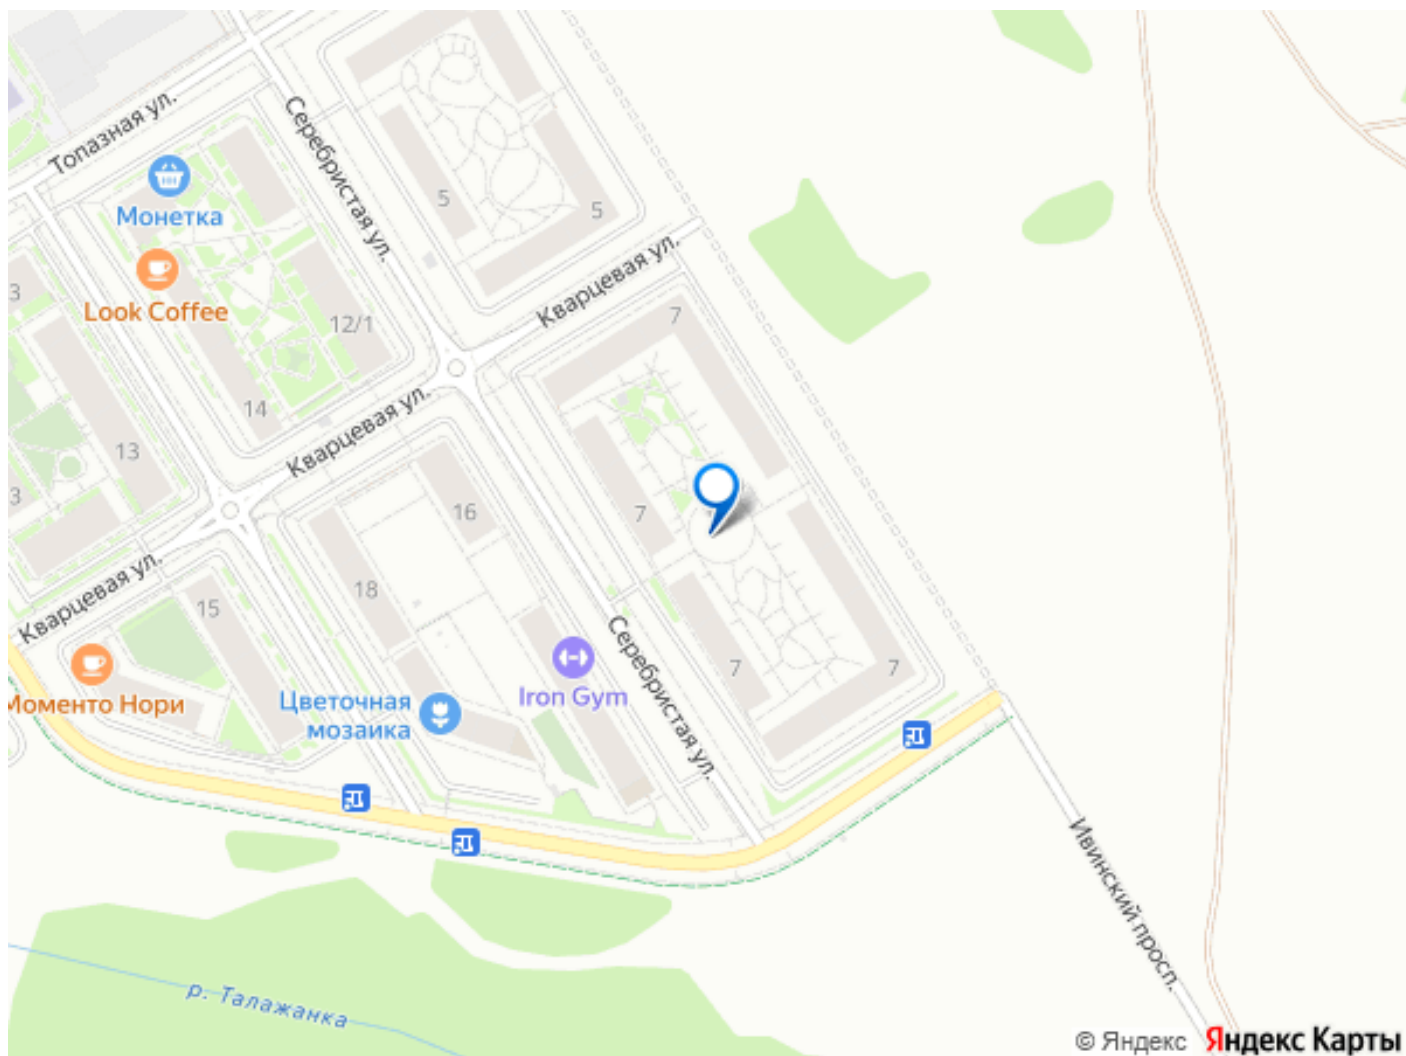 Топазная ул.
Серебристая ул.
Монетка
Look Coffee
5
5
Кварцевая ул.
7
3
12/1
14
Кварцевая ул.
13
3
16
7
18
Кварцевая ул.
15
Моменто Нори
Цветочная
мозаика
Iron Gym
Серебристая ул.
7
7
Ивинский просп.
р. Талажанка
© Яндекс Яндекс Карты